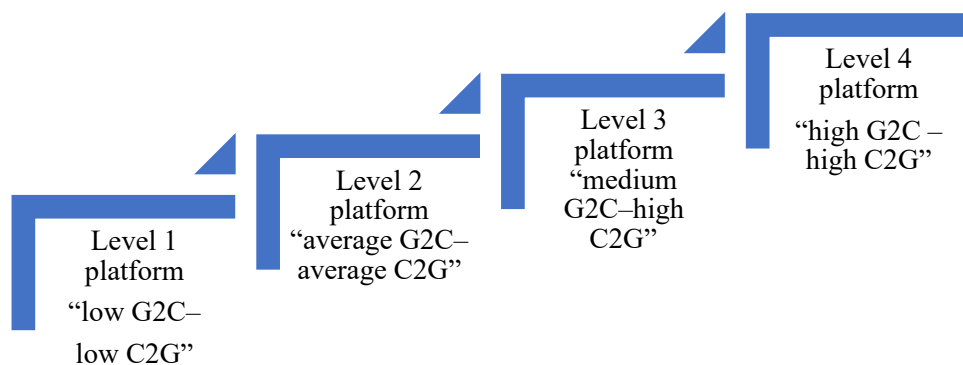 Level 1
platform
“low G2C–
low C2G”
Level 2
platform
“average G2C–
average C2G”
Level 3
platform
“medium
G2C–high
C2G”
Level 4
platform
“high G2C –
high C2G”